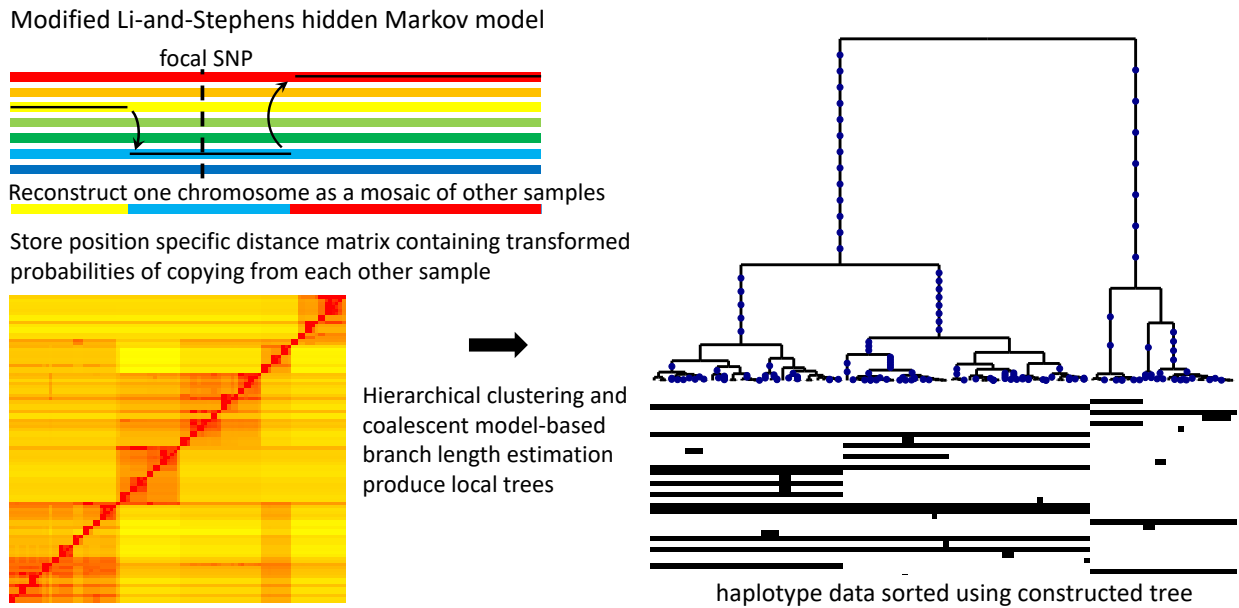 Modified Li-and-Stephens hidden Markov model
focal SNP
Reconstruct one chromosome as a mosaic of other samples
Store position specific distance matrix containing transformed
probabilities of copying from each other sample
Hierarchical clustering and
coalescent model-based
branch length estimation
produce local trees
haplotype data sorted using constructed tree